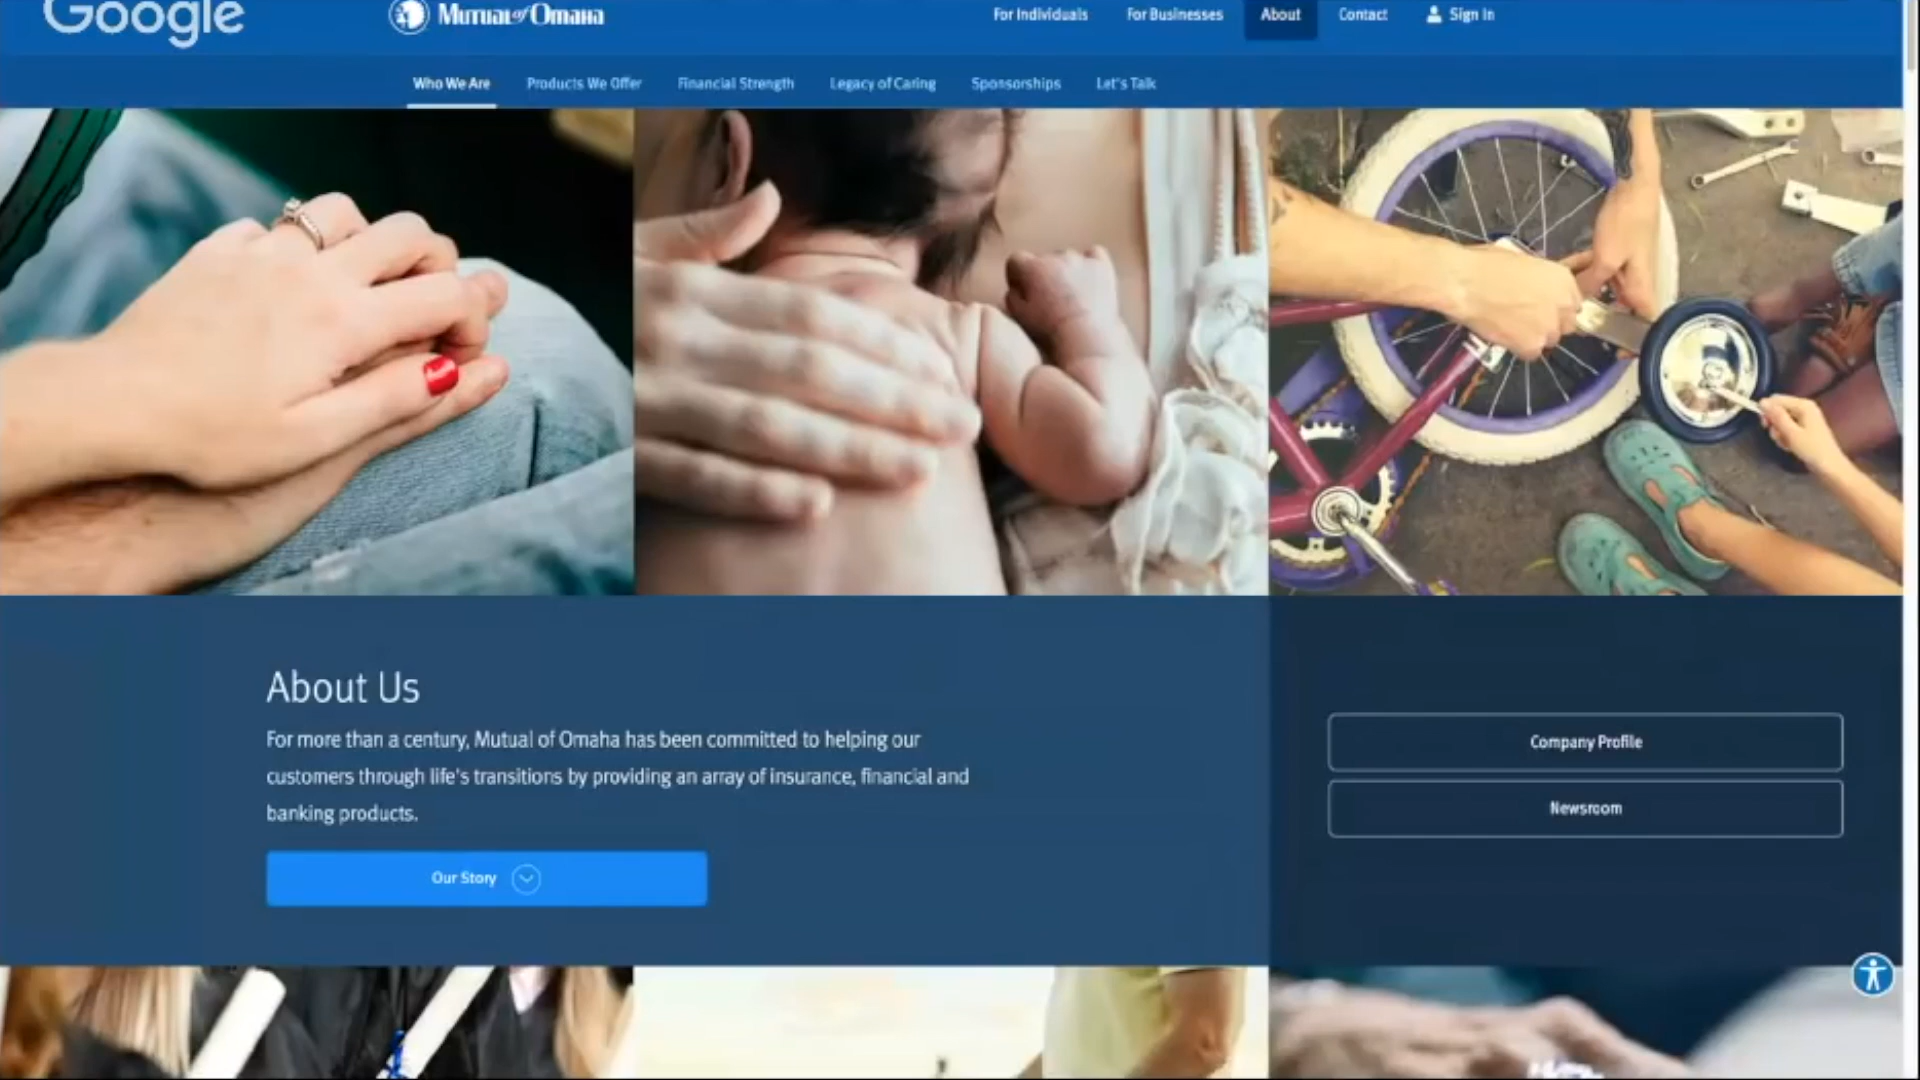 Google
Mutual of Omaha
For Individuals
For Businesses
About
Contact
Sign In
Who We Are
Products We Offer
Financial Strength
Legacy of Caring
Sponsorships
Let's Talk
About Us
For more than a century, Mutual of Omaha has been committed to helping our
customers through life's transitions by providing an array of insurance, financial and
banking products.
Our Story
Company Profile
Newsroom